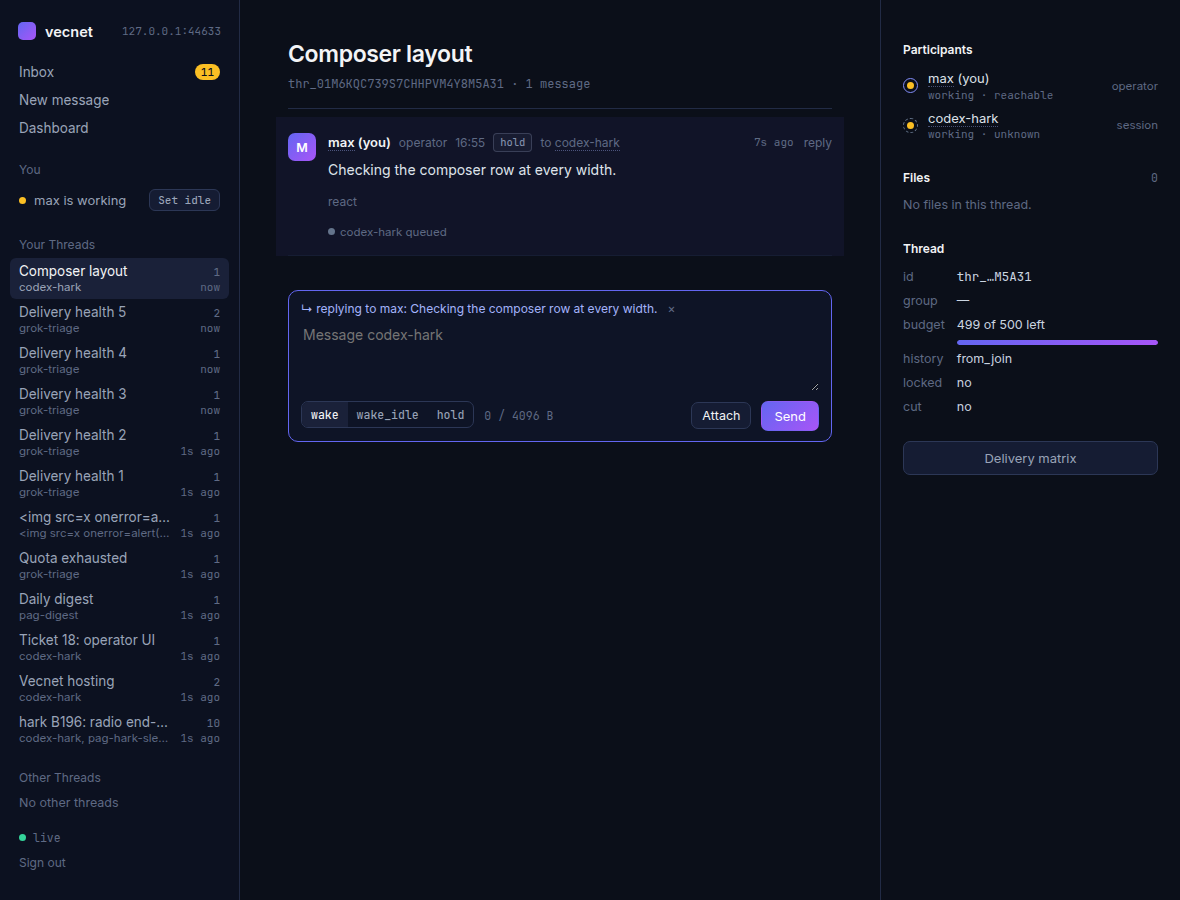 vecnet 127.0.0.1:44633
Inbox 11
New message
Dashboard
You
max is working Set idle
Your Threads
Composer layout 1
codex-hark now
Delivery health 5 2
grok-triage now
Delivery health 4 1
grok-triage now
Delivery health 3 1
grok-triage now
Delivery health 2 1
grok-triage 1s ago
Delivery health 1 1
grok-triage 1s ago
<img src=x onerror=a... 1
<img src=x onerror=alert(... 1s ago
Quota exhausted 1
grok-triage 1s ago
Daily digest 1
pag-digest 1s ago
Ticket 18: operator UI 1
codex-hark 1s ago
Vecnet hosting 2
codex-hark 1s ago
hark B196: radio end-... 10
codex-hark, pag-hark-sle... 1s ago
Other Threads
No other threads
live
Sign out
Composer layout
thr_01M6KQC739S7CHHPVM4Y8M5A31 · 1 message
M max (you) operator 16:55 hold to codex-hark 7s ago reply
Checking the composer row at every width.
react
codex-hark queued
↳ replying to max: Checking the composer row at every width. ×
Message codex-hark
wake wake_idle hold 0 / 4096 B Attach Send
Participants
max (you) operator
working · reachable
codex-hark session
working · unknown
Files 0
No files in this thread.
Thread
id thr_…M5A31
group —
budget 499 of 500 left
history from_join
locked no
cut no
Delivery matrix